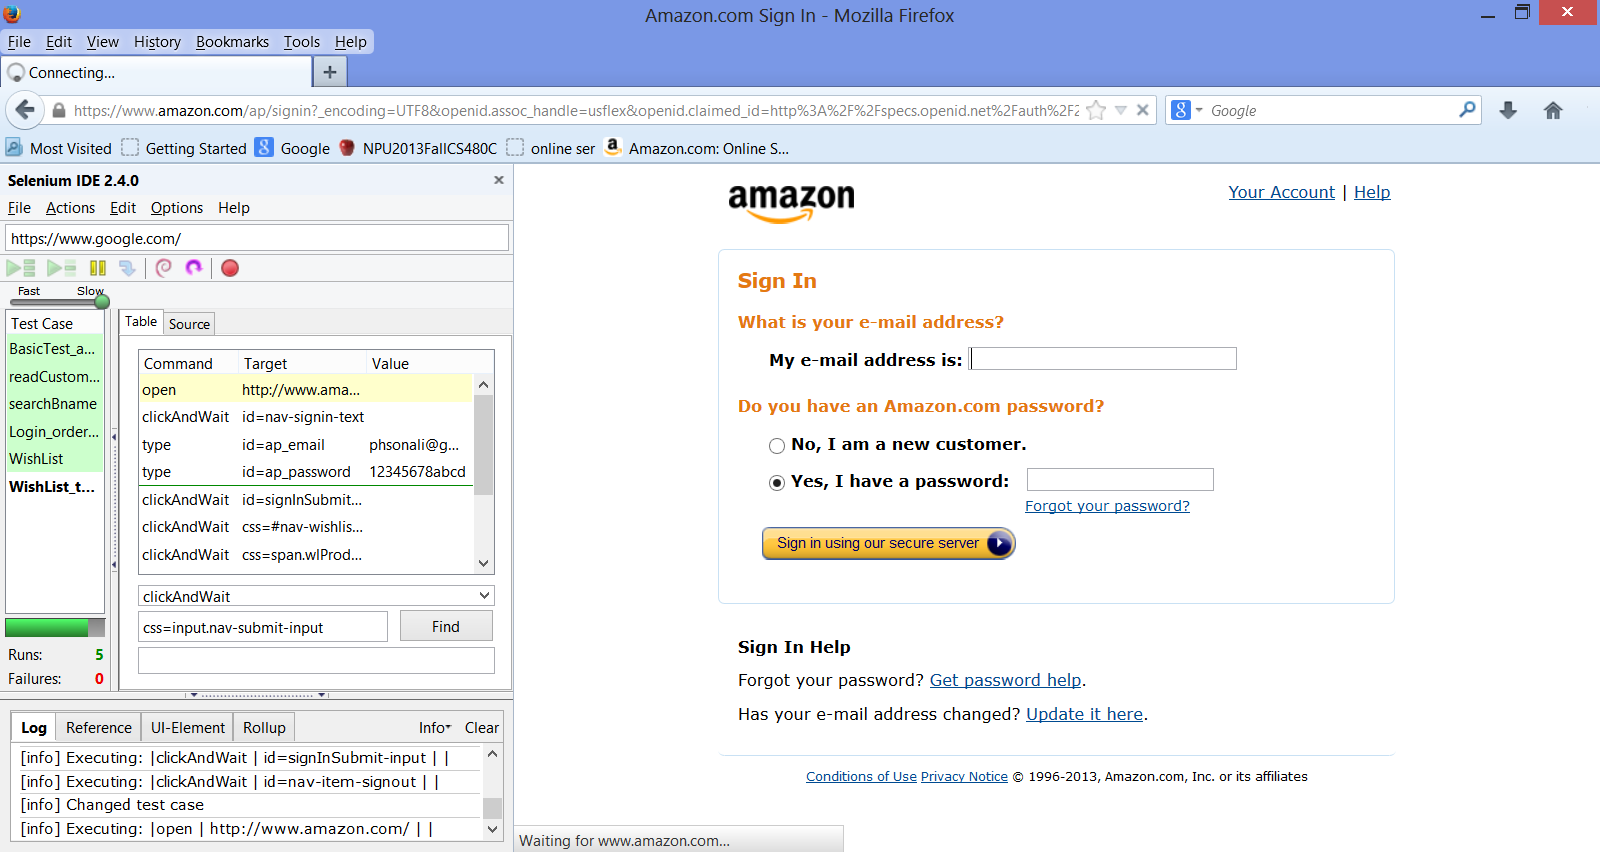 Amazon.com Sign In - Mozilla Firefox
File Edit View History Bookmarks Tools Help
Connecting...
https://www.amazon.com/ap/signin?_encoding=UTF8&openid.assoc_handle=usflex&openid.claimed_id=http%3A%2F%2Fspecs.openid.net%2Fauth%2F2
Google
Most Visited Getting Started Google NPU2013FallCS480C online ser Amazon.com: Online S...
Selenium IDE 2.4.0
File Actions Edit Options Help
https://www.google.com/
Fast Slow
Test Case
BasicTest_a...
readCustom...
searchBname
Login_order...
WishList
WishList_t...
Runs: 5
Failures: 0
Table Source
Command Target Value
open http://www.ama...
clickAndWait id=nav-signin-text
type id=ap_email phsonali@g...
type id=ap_password 12345678abcd
clickAndWait id=signInSubmit...
clickAndWait css=#nav-wishlis...
clickAndWait css=span.wlProd...
clickAndWait
css=input.nav-submit-input Find
Log Reference UI-Element Rollup Info Clear
[info] Executing: |clickAndWait | id=signInSubmit-input | |
[info] Executing: |clickAndWait | id=nav-item-signout | |
[info] Changed test case
[info] Executing: |open | http://www.amazon.com/ | |
amazon
Your Account | Help
Sign In
What is your e-mail address?
My e-mail address is:
Do you have an Amazon.com password?
No, I am a new customer.
Yes, I have a password:
Forgot your password?
Sign in using our secure server
Sign In Help
Forgot your password? Get password help.
Has your e-mail address changed? Update it here.
Conditions of Use Privacy Notice © 1996-2013, Amazon.com, Inc. or its affiliates
Waiting for www.amazon.com...